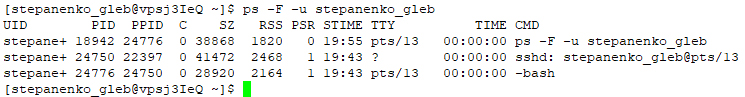 [stepanenko_gleb@vpsj3IeQ ~]$ ps -F -u stepanenko_gleb
UID        PID  PPID  C    SZ   RSS PSR STIME TTY          TIME CMD
stepane+ 18942 24776  0 38868  1820   0 19:55 pts/13   00:00:00 ps -F -u stepanenko_gleb
stepane+ 24750 22397  0 41472  2468   1 19:43 ?        00:00:00 sshd: stepanenko_gleb@pts/13
stepane+ 24776 24750  0 28920  2164   1 19:43 pts/13   00:00:00 -bash
[stepanenko_gleb@vpsj3IeQ ~]$